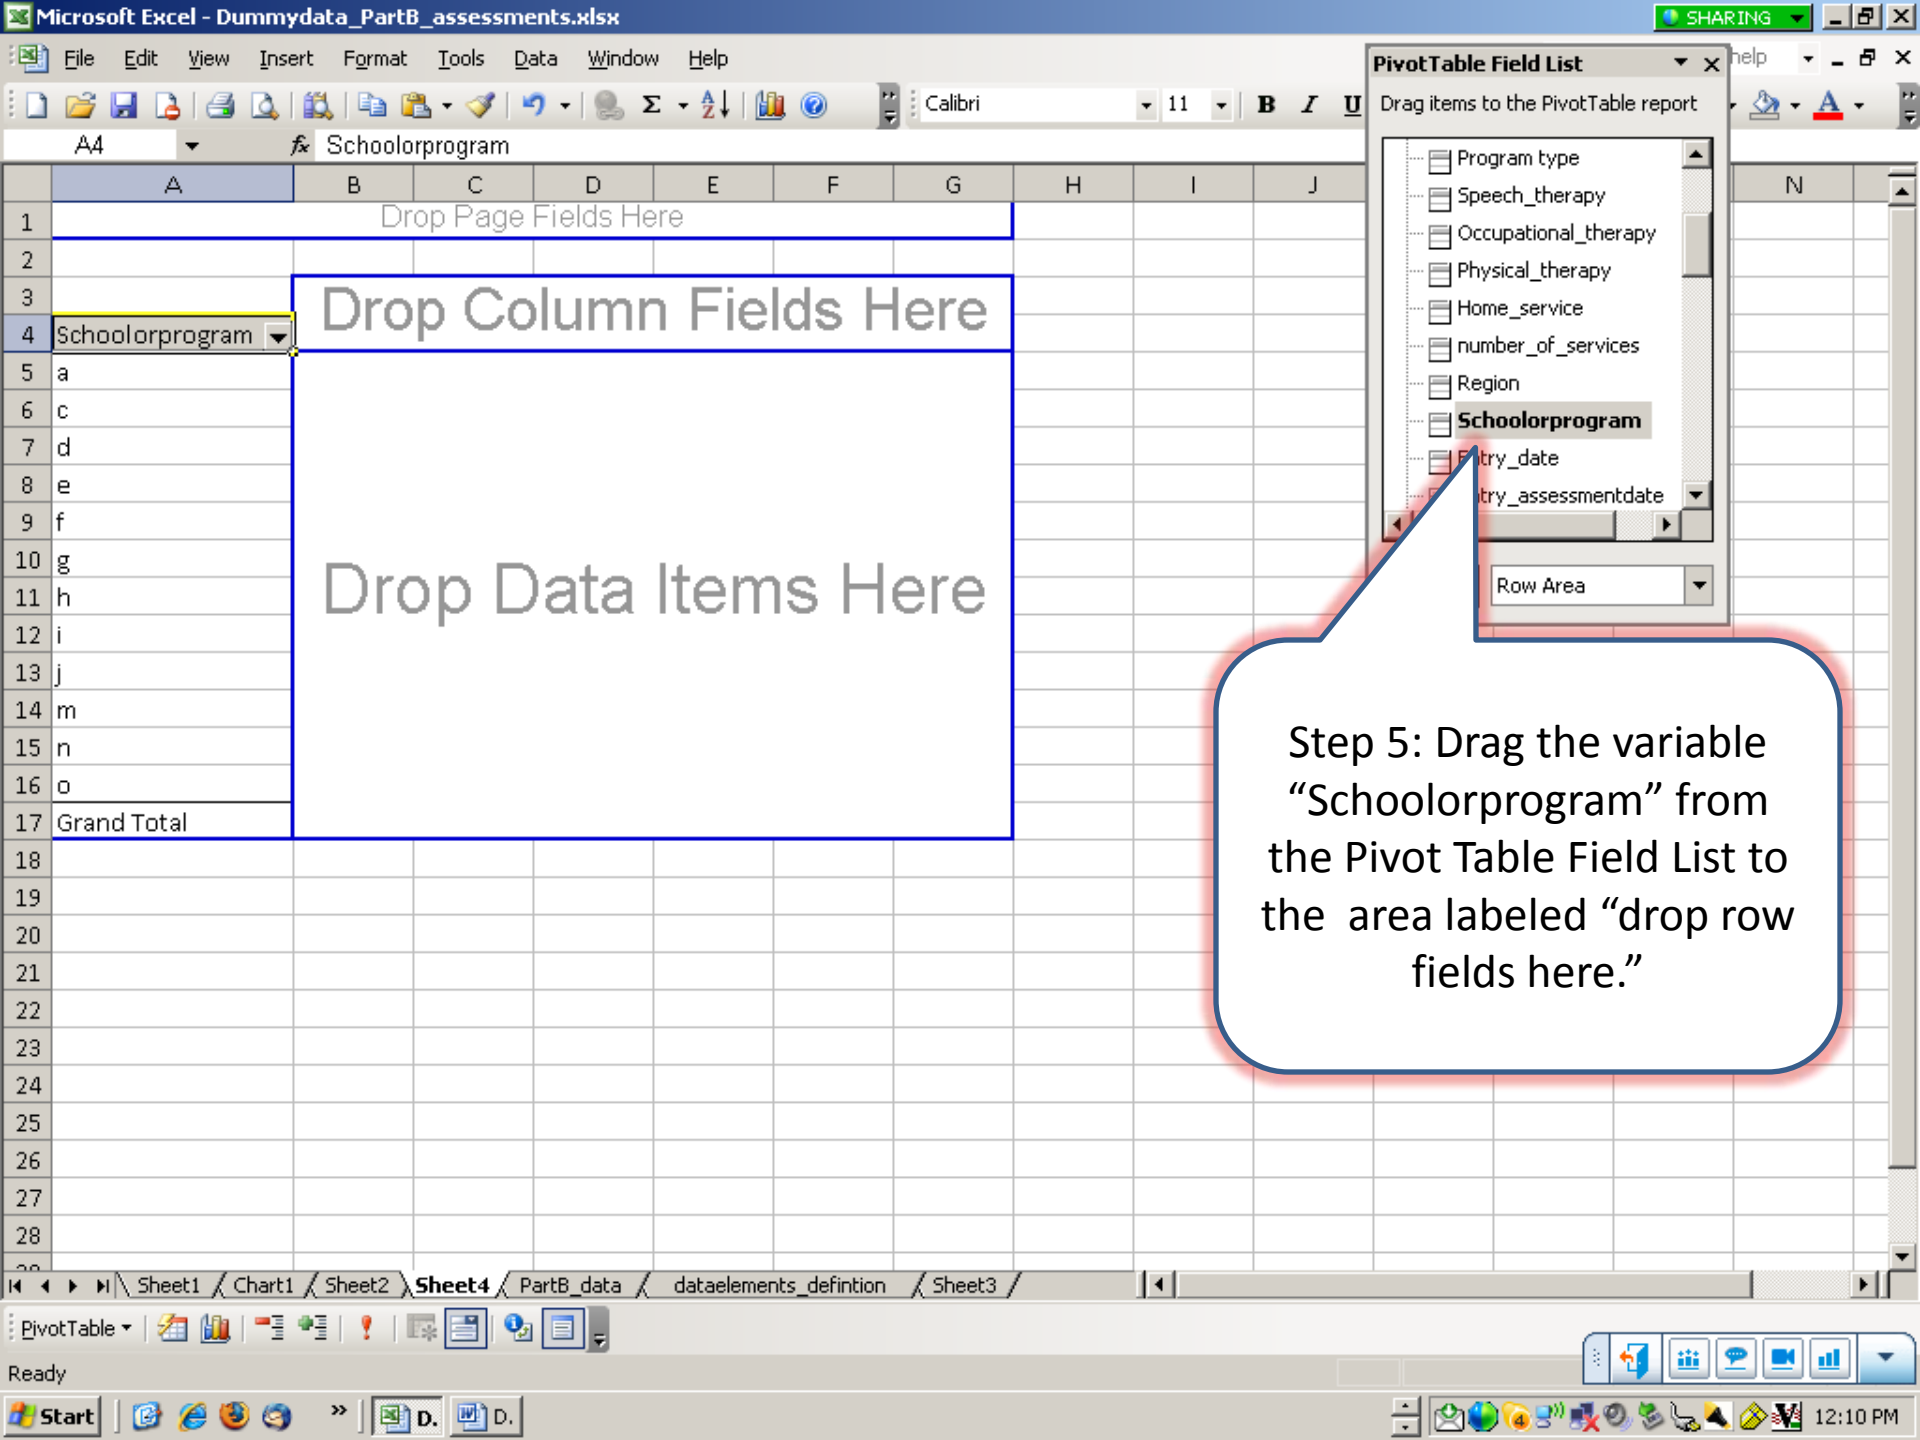 Microsoft Excel - Dummydata_PartB_assessments.xlsx
SHARING
File Edit View Insert Format Tools Data Window Help
help
Calibri 11 B I U A
A4 fx Schoolorprogram
PivotTable Field List
Drag items to the PivotTable report
Program type
Speech_therapy
Occupational_therapy
Physical_therapy
Home_service
number_of_services
Region
Schoolorprogram
try_date
try_assessmentdate
Row Area
A B C D E F G H I J N
1 Drop Page Fields Here
2
3 Drop Column Fields Here
4 Schoolorprogram
5 a
6 c
7 d
8 e
9 f
10 g
Drop Data Items Here
11 h
12 i
13 j
14 m
15 n
16 o
17 Grand Total
18
19
20
21
22
23
24
25
26
27
28
Step 5: Drag the variable
“Schoolorprogram” from
the Pivot Table Field List to
the area labeled “drop row
fields here.”
Sheet1 Chart1 Sheet2 Sheet4 PartB_data dataelements_defintion Sheet3
PivotTable
Ready
Start D. D. 12:10 PM